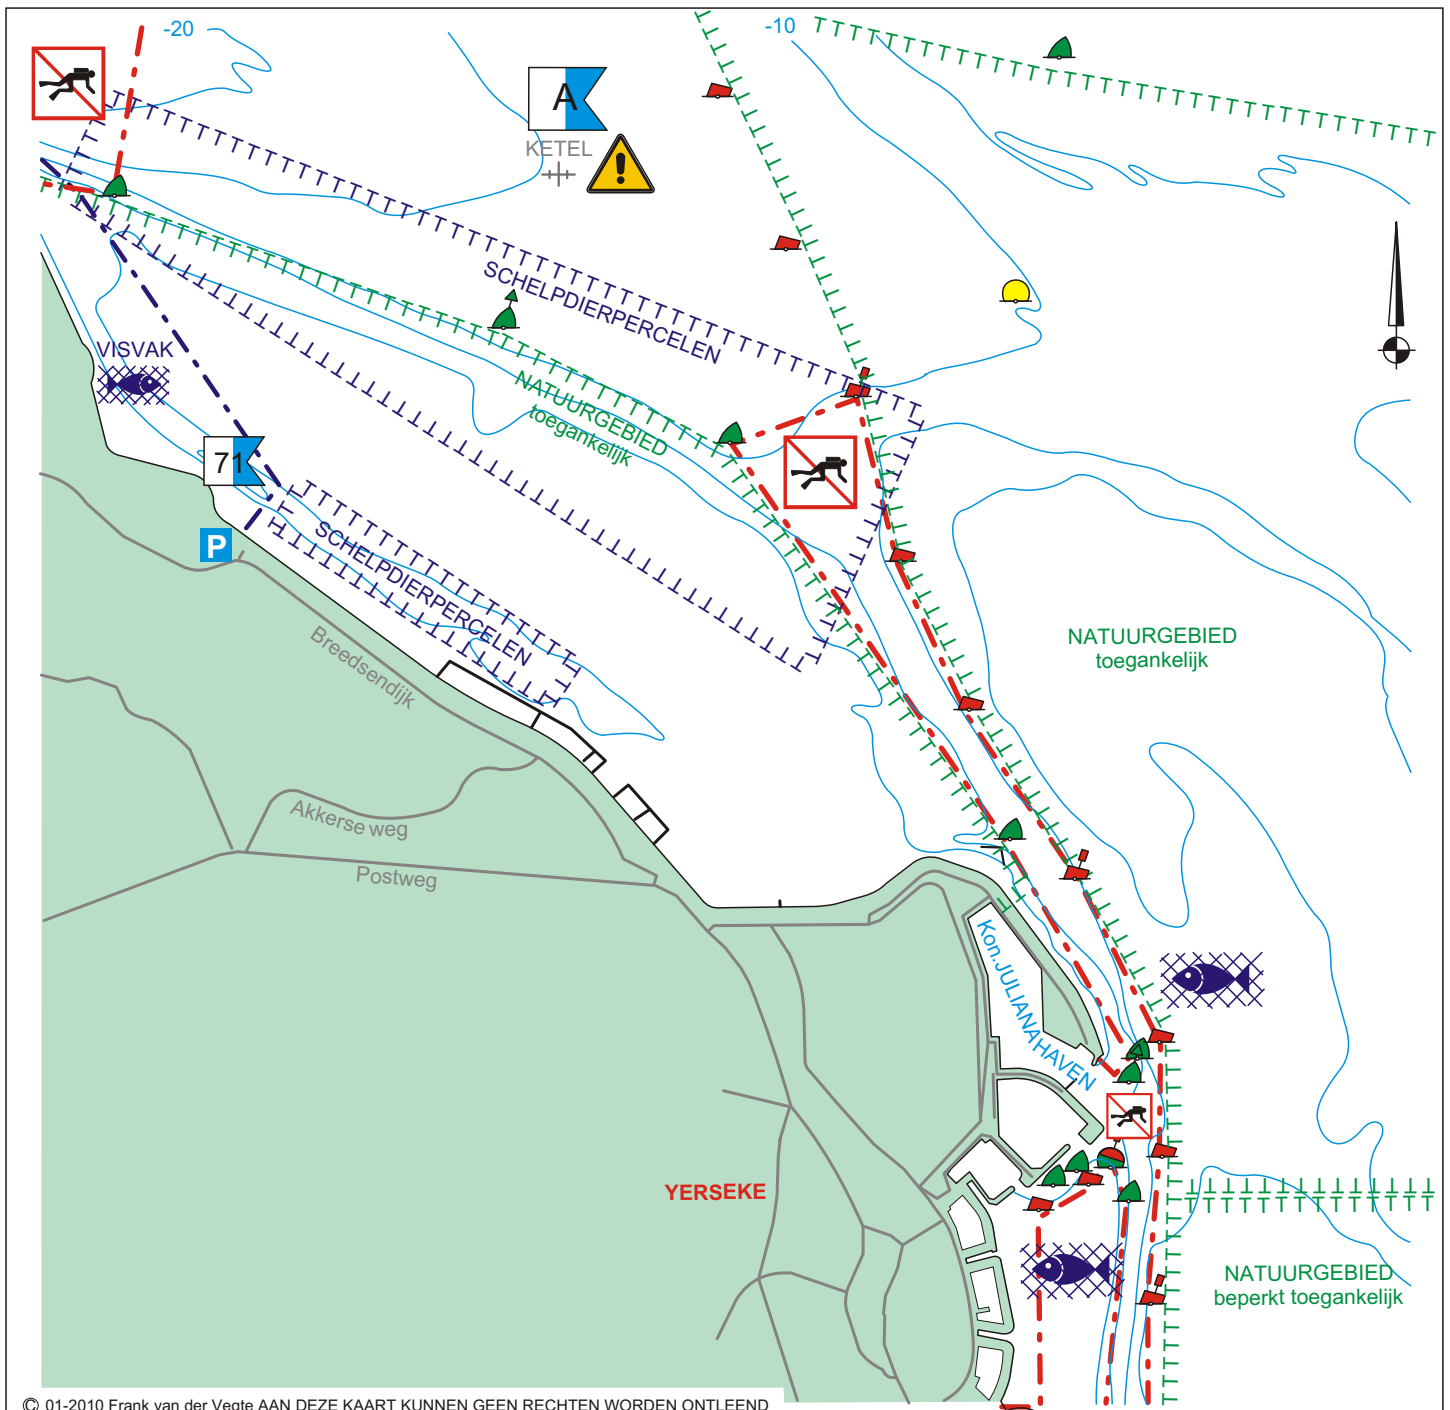 -20
-10
A
KETEL
!
SCHELPDIERPERCELEN
VISVAK
NATUURGEBIED
toegankelijk
71
P
SCHELPDIERPERCELEN
Breedsendijk
NATUURGEBIED
toegankelijk
Akkerse weg
Postweg
Kon.JULIANAHAVEN
YERSEKE
NATUURGEBIED
beperkt toegankelijk
© 01-2010 Frank van der Vegte AAN DEZE KAART KUNNEN GEEN RECHTEN WORDEN ONTLEEND